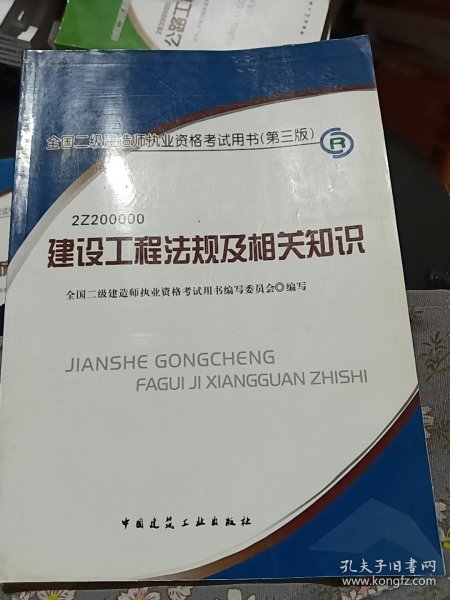 全国二级建造师执业资格考试用书(第三版)
2Z200000
建设工程法规及相关知识
全国二级建造师执业资格考试用书编写委员会◎编写
JIANSHE GONGCHENG
FAGUI JI XIANGGUAN ZHISHI
中国建筑工业出版社
孔夫子旧书网
www.kongfz.com